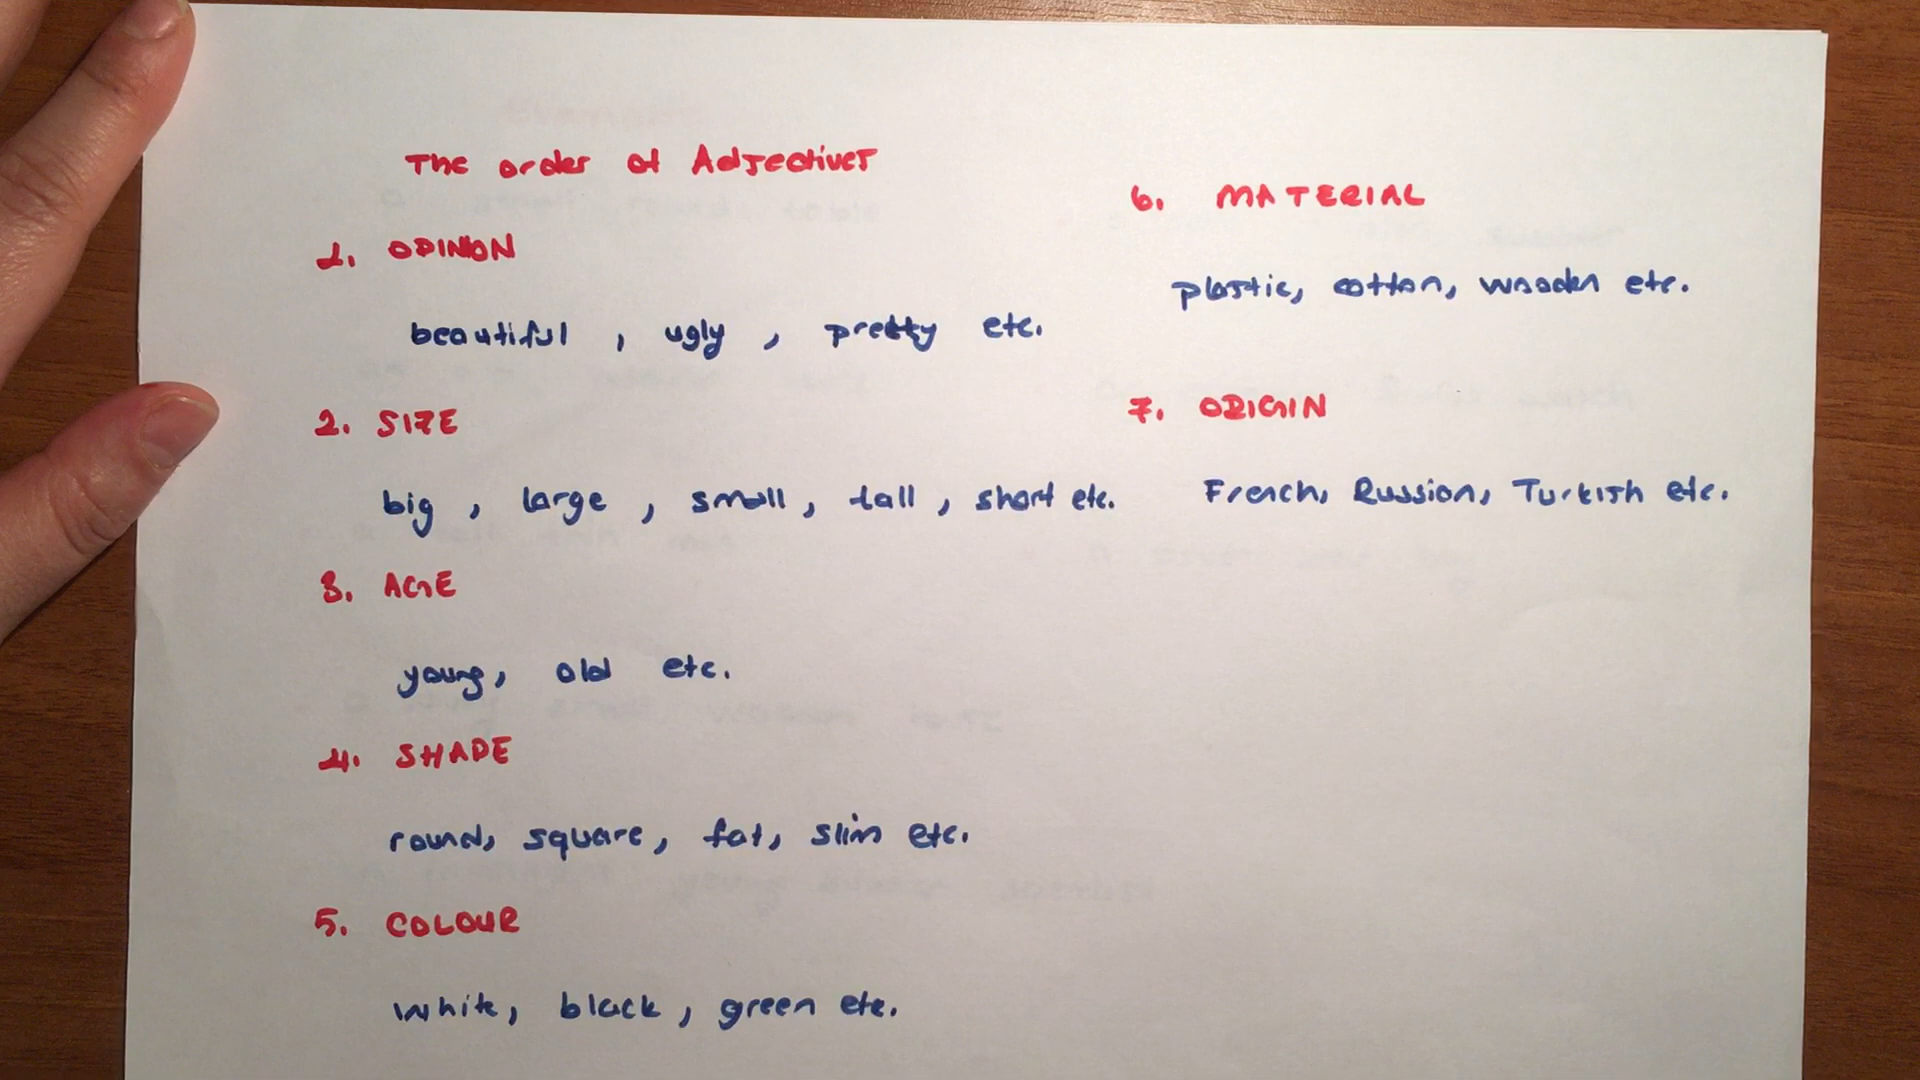 The order of Adjectives
1. OPINION
beautiful, ugly, pretty etc.
2. SIZE
big, large, small, tall, short etc.
3. AGE
young, old etc.
4. SHAPE
round, square, fat, slim etc.
5. COLOUR
white, black, green etc.
6. MATERIAL
plastic, cotton, wooden etc.
7. ORIGIN
French, Russian, Turkish etc.